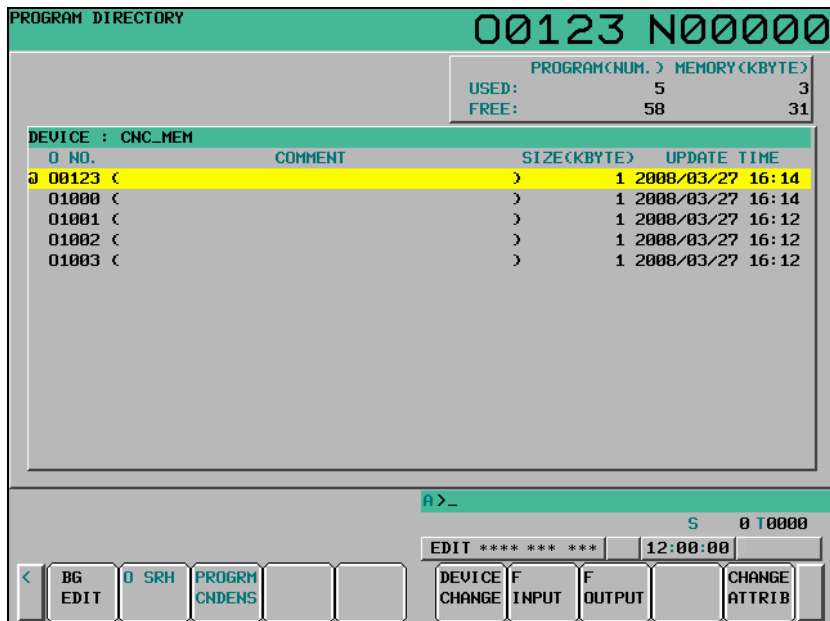 PROGRAM DIRECTORY
O0123 N00000
PROGRAM(NUM.) MEMORY(KBYTE)
USED: 5 3
FREE: 58 31
DEVICE : CNC_MEM
O NO. COMMENT SIZE(KBYTE) UPDATE TIME
@ O0123 ( ) 1 2008/03/27 16:14
O1000 ( ) 1 2008/03/27 16:14
O1001 ( ) 1 2008/03/27 16:12
O1002 ( ) 1 2008/03/27 16:12
O1003 ( ) 1 2008/03/27 16:12
A>_
S 0 T0000
EDIT **** *** *** 12:00:00
< BG O SRH PROGRM DEVICE F F CHANGE
EDIT CNDENS CHANGE INPUT OUTPUT ATTRIB